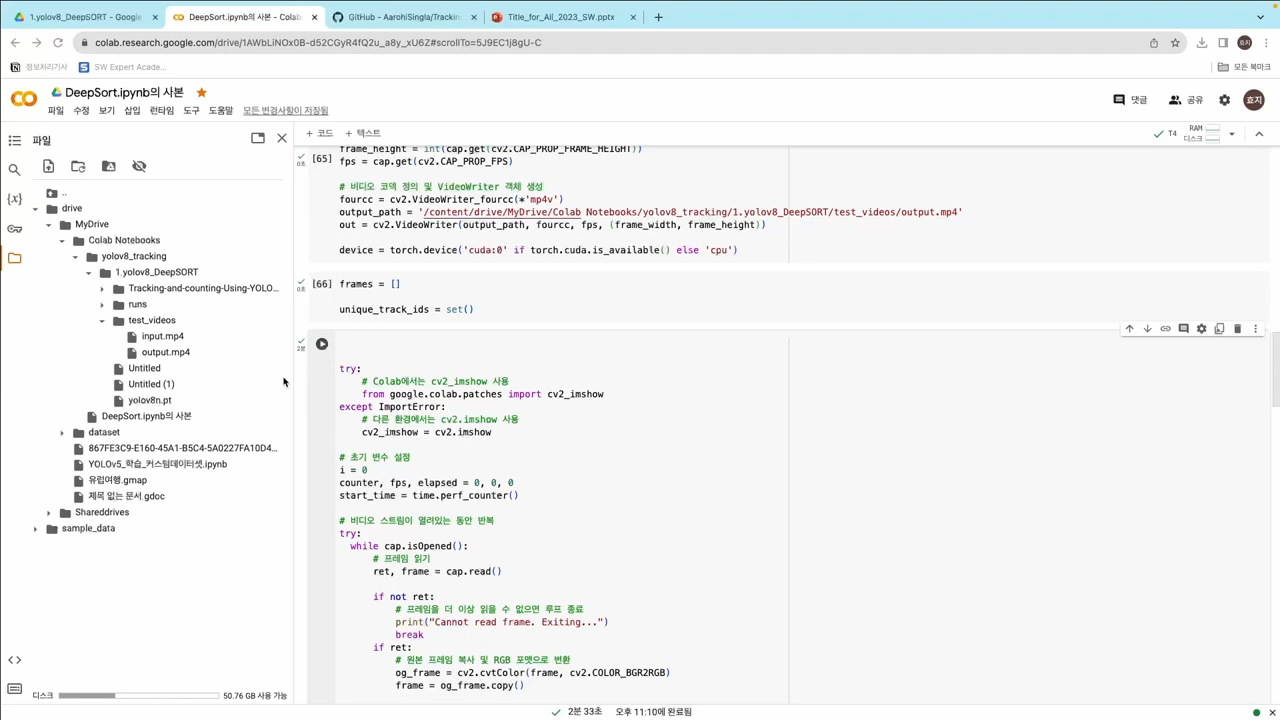 1.yolov8_DeepSORT - Google
DeepSort.ipynb의 사본 - Colab
GitHub - AarohiSingla/Tracking
Title_for_All_2023_SW.pptx
colab.research.google.com/drive/1AWbLiNOx0B-d52CGyR4fQ2u_a8y_xU6Z#scrollTo=5J9EC1j8gU-C
효지
정보처리기사
SW Expert Acade...
모든 북마크
DeepSort.ipynb의 사본
파일 수정 보기 삽입 런타임 도구 도움말 모든 변경사항이 저장됨
댓글 공유 효지
파일
+ 코드 + 텍스트
T4 RAM
디스크
..
drive
MyDrive
Colab Notebooks
yolov8_tracking
1.yolov8_DeepSORT
Tracking-and-counting-Using-YOLO...
runs
test_videos
input.mp4
output.mp4
Untitled
Untitled (1)
yolov8n.pt
DeepSort.ipynb의 사본
dataset
867FE3C9-E160-45A1-B5C4-5A0227FA10D4...
YOLOv5_학습_커스텀데이터셋.ipynb
유럽여행.gmap
제목 없는 문서.gdoc
Shareddrives
sample_data
디스크 50.76 GB 사용 가능
frame_height = int(cap.get(cv2.CAP_PROP_FRAME_HEIGHT))
[65] fps = cap.get(cv2.CAP_PROP_FPS)
0초
# 비디오 코덱 정의 및 VideoWriter 객체 생성
fourcc = cv2.VideoWriter_fourcc(*'mp4v')
output_path = '/content/drive/MyDrive/Colab Notebooks/yolov8_tracking/1.yolov8_DeepSORT/test_videos/output.mp4'
out = cv2.VideoWriter(output_path, fourcc, fps, (frame_width, frame_height))
device = torch.device('cuda:0' if torch.cuda.is_available() else 'cpu')
[66] frames = []
0초
unique_track_ids = set()
2분
try:
# Colab에서는 cv2_imshow 사용
from google.colab.patches import cv2_imshow
except ImportError:
# 다른 환경에서는 cv2.imshow 사용
cv2_imshow = cv2.imshow
# 초기 변수 설정
i = 0
counter, fps, elapsed = 0, 0, 0
start_time = time.perf_counter()
# 비디오 스트림이 열려있는 동안 반복
try:
while cap.isOpened():
# 프레임 읽기
ret, frame = cap.read()
if not ret:
# 프레임을 더 이상 읽을 수 없으면 루프 종료
print("Cannot read frame. Exiting...")
break
if ret:
# 원본 프레임 복사 및 RGB 포맷으로 변환
og_frame = cv2.cvtColor(frame, cv2.COLOR_BGR2RGB)
frame = og_frame.copy()
2분 33초 오후 11:10에 완료됨